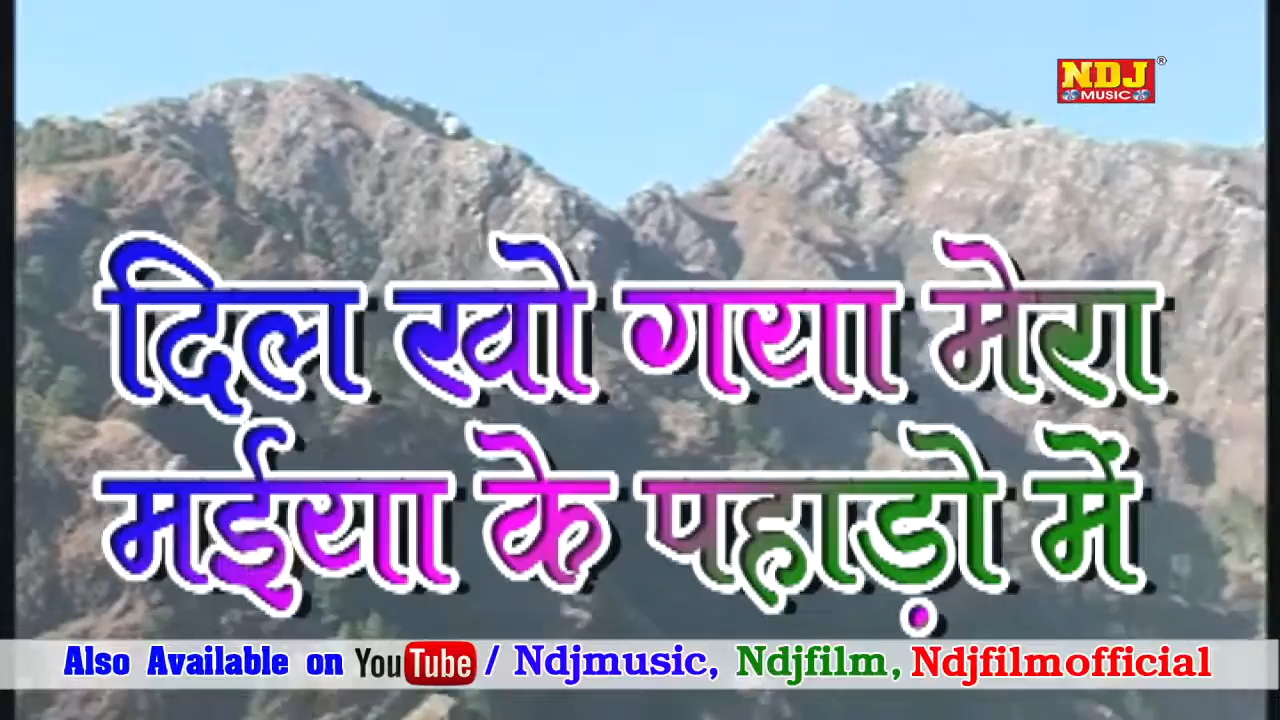 NDJ
MUSIC
®
दिल खो गया मेरा
मईया के पहाड़ो में
Also Available on YouTube / Ndjmusic, Ndjfilm, Ndjfilmofficial